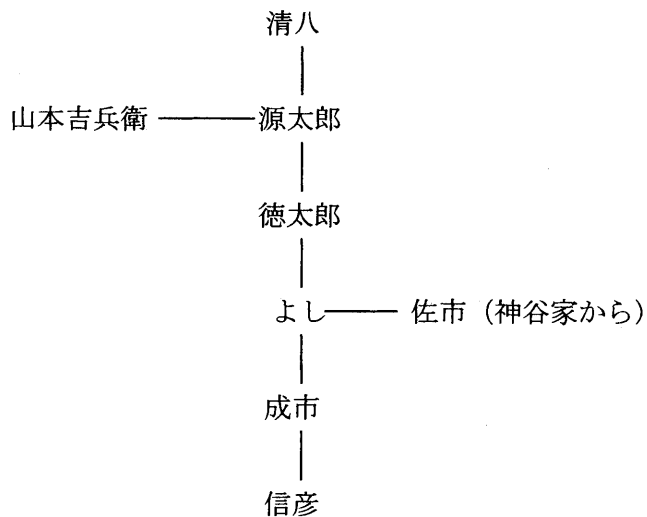 清八
山本吉兵衛 源太郎
徳太郎
よし 佐市（神谷家から）
成市
信彦